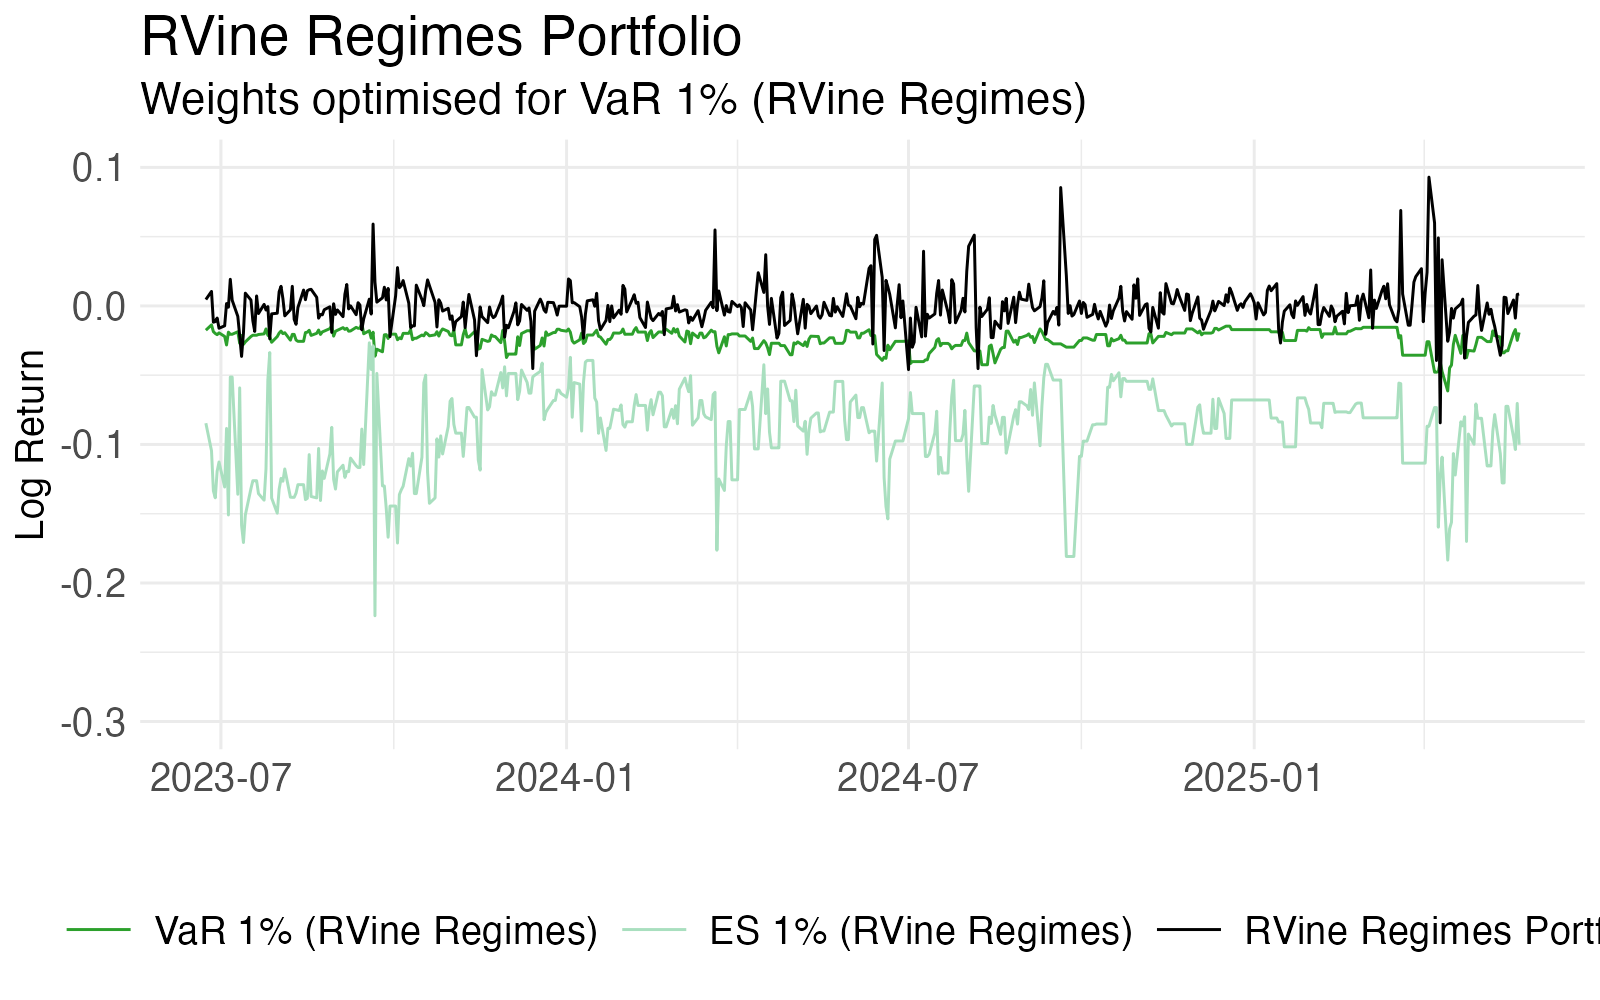 RVine Regimes Portfolio
Weights optimised for VaR 1% (RVine Regimes)
Log Return
0.1
0.0
-0.1
-0.2
-0.3
2023-07
2024-01
2024-07
2025-01
VaR 1% (RVine Regimes)
ES 1% (RVine Regimes)
RVine Regimes Portf